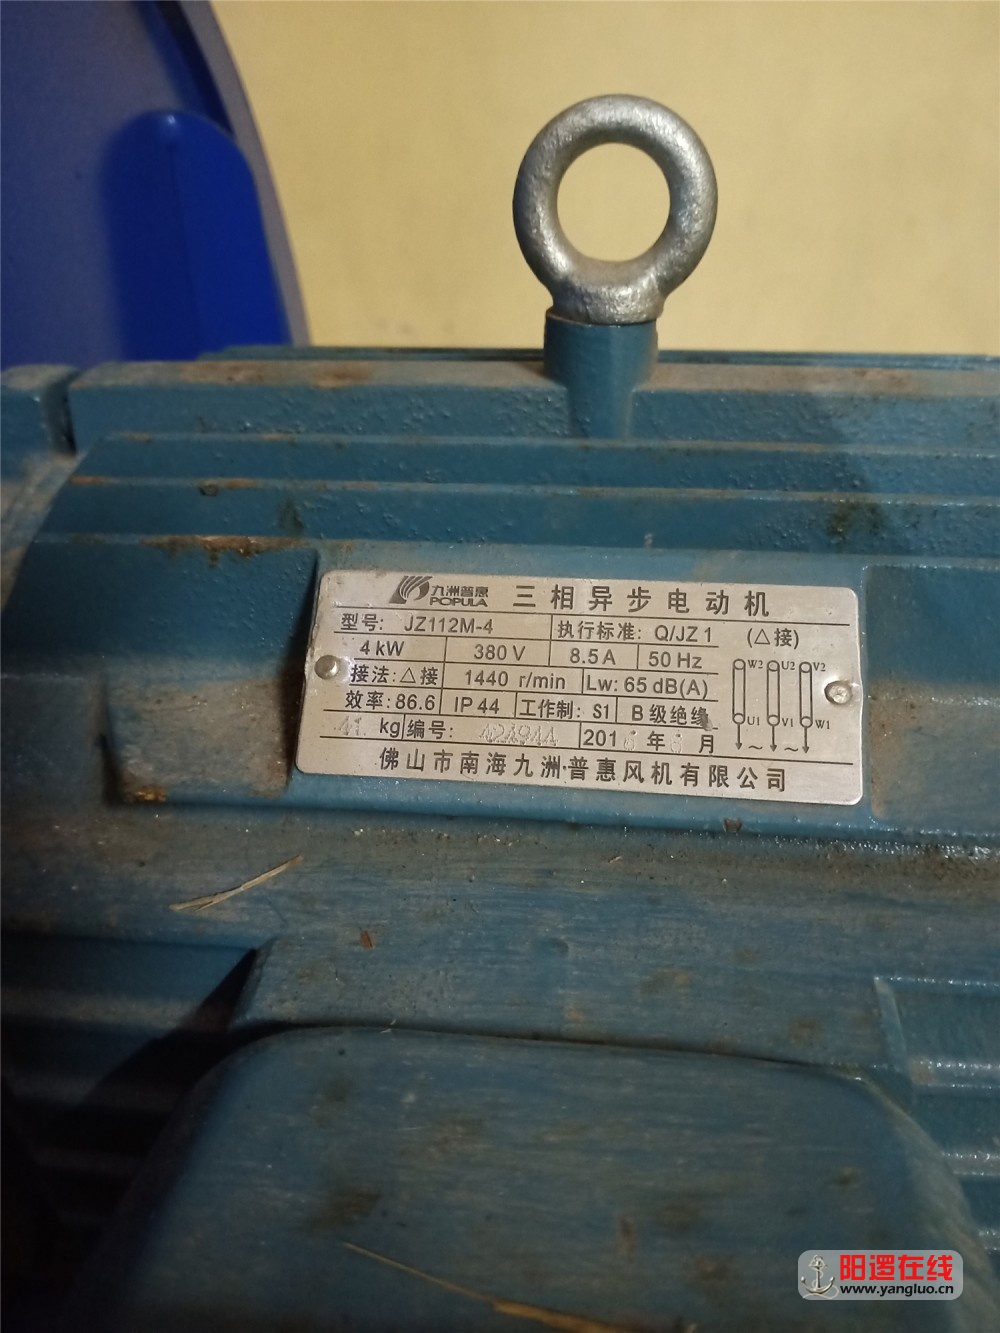 九洲普惠 POPULA 三相异步电动机
型号: JZ112M-4 执行标准: Q/JZ 1 (△接)
4 kW 380 V 8.5 A 50 Hz
接法: △接 1440 r/min Lw: 65 dB(A)
效率: 86.6 IP 44 工作制: S1 B 级绝缘
41 kg 编号: 201 年 月
W2 U2 V2
U1 V1 W1
~ ~
佛山市南海九洲·普惠风机有限公司
阳逻在线
www.yangluo.cn